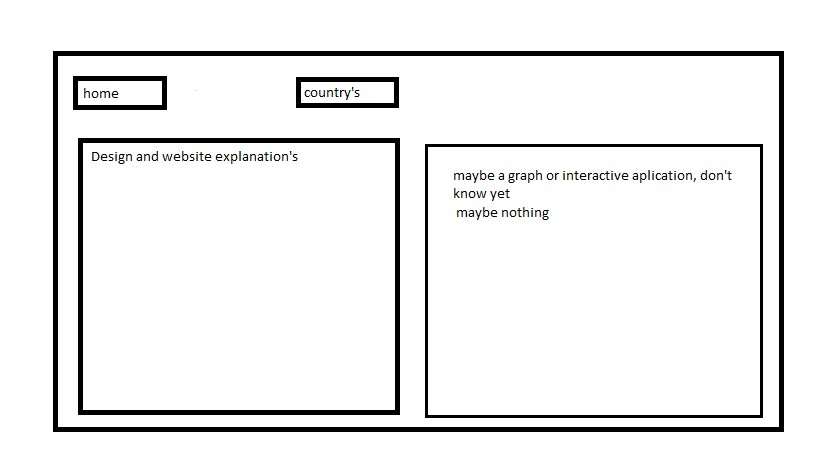 home
country's
Design and website explanation's
maybe a graph or interactive aplication, don't
know yet
maybe nothing